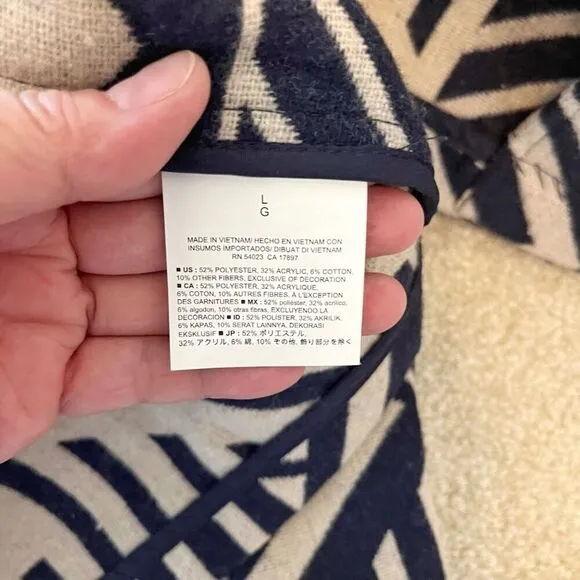 L
G
MADE IN VIETNAM/ HECHO EN VIETNAM CON
INSUMOS IMPORTADOS/ DIBUAT DI VIETNAM
RN 54023 CA 17897
■ US : 52% POLYESTER, 32% ACRYLIC, 6% COTTON,
10% OTHER FIBERS, EXCLUSIVE OF DECORATION
■ CA : 52% POLYESTER, 32% ACRYLIQUE,
6% COTON, 10% AUTRES FIBRES, À L'EXCEPTION
DES GARNITURES ■ MX : 52% poliéster, 32% acrílico,
6% algodon, 10% otras fibras, EXCLUYENDO LA
DECORACION ■ ID : 52% POLISTER, 32% AKRILIK,
6% KAPAS, 10% SERAT LAINNYA, DEKORASI
EKSKLUSIF ■ JP : 52% ポリエステル,
32% アクリル, 6% 綿, 10% その他, 飾り部分を除く